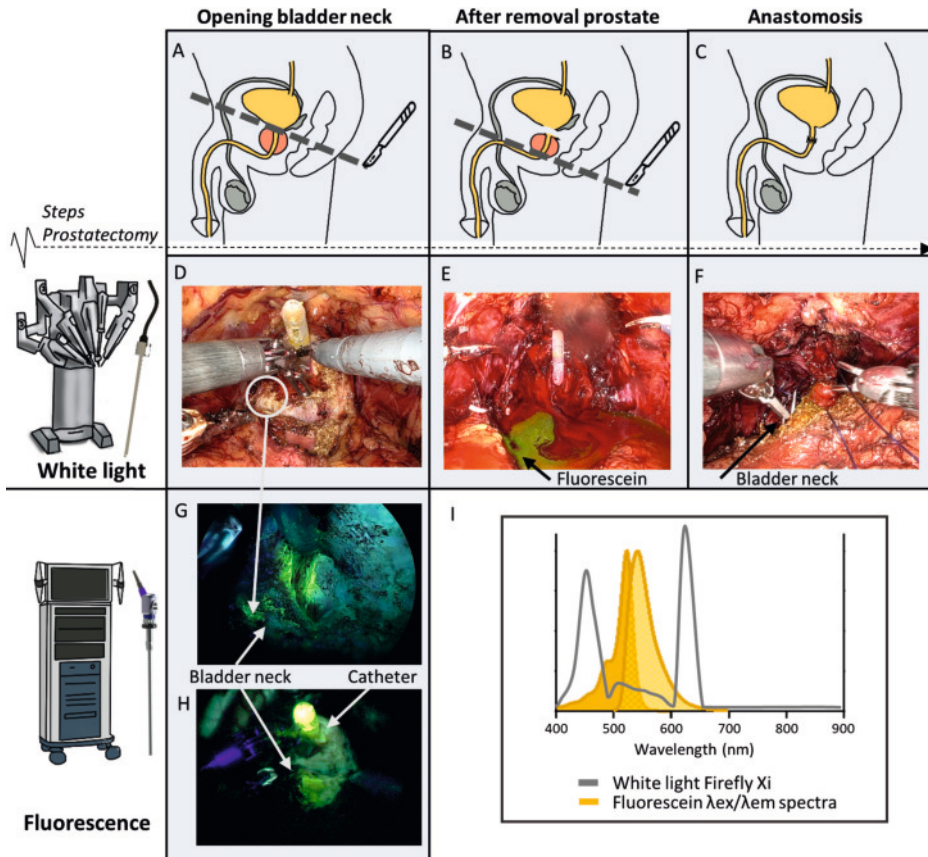 Opening bladder neck
After removal prostate
Anastomosis
A
B
C
Steps
Prostatectomy
D
E
F
White light
Fluorescein
Bladder neck
G
I
Bladder neck
Catheter
H
400
500
600
700
800
900
Wavelength (nm)
White light Firefly Xi
Fluorescein λex/λem spectra
Fluorescence